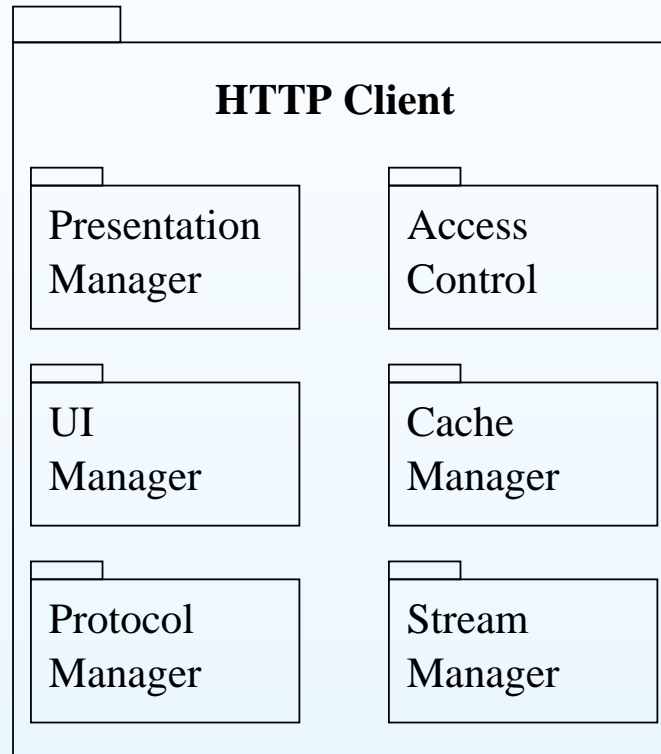 HTTP Client
Presentation
Manager
Access
Control
UI
Manager
Cache
Manager
Protocol
Manager
Stream
Manager